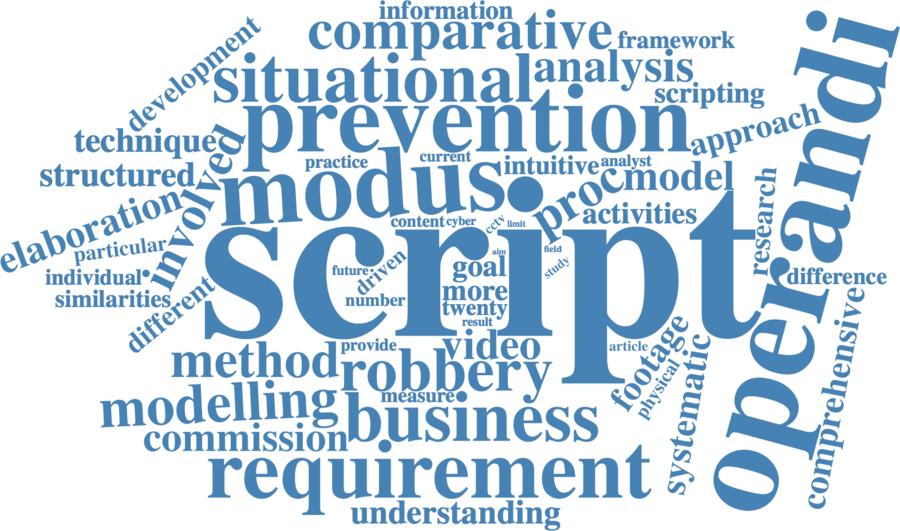 information
comparative
framework
development
situational
analysis
scripting
prevention
technique
approach
practice
current
intuitive
analyst
structured
involved
modus
proc
model
operandi
elaboration
content
cyber
cctv
limit
activities
research
particular
script
individual
future
driven
aim
goal
field
study
difference
similarities
number
more
twenty
different
result
provide
video
article
method
robbery
footage
physical
systematic
comprehensive
measure
modelling
business
commission
requirement
understanding